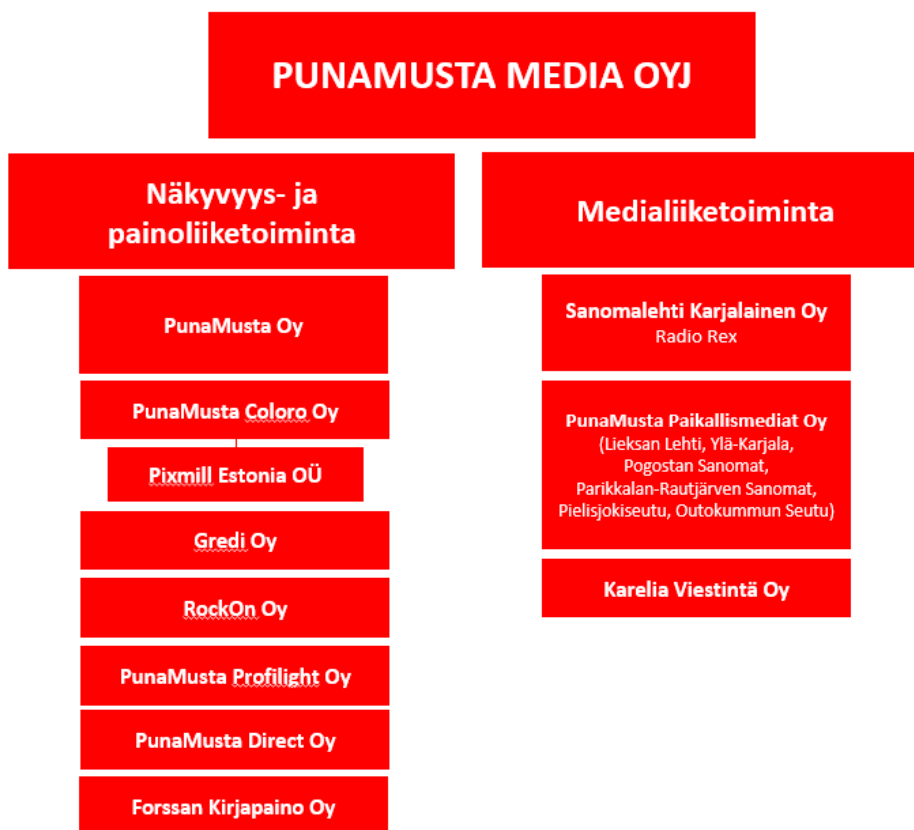 PUNAMUSTA MEDIA OYJ
Näkyvyys- ja
painoliiketoiminta
PunaMusta Oy
PunaMusta Coloro Oy
Pixmill Estonia OÜ
Gredi Oy
RockOn Oy
PunaMusta Profilight Oy
PunaMusta Direct Oy
Forssan Kirjapaino Oy
Medialiiketoiminta
Sanomalehti Karjalainen Oy
Radio Rex
PunaMusta Paikallismediat Oy
(Lieksan Lehti, Ylä-Karjala,
Pogostan Sanomat,
Parikkalan-Rautjärven Sanomat,
Pielisjokiseutu, Outokummun Seutu)
Karelia Viestintä Oy